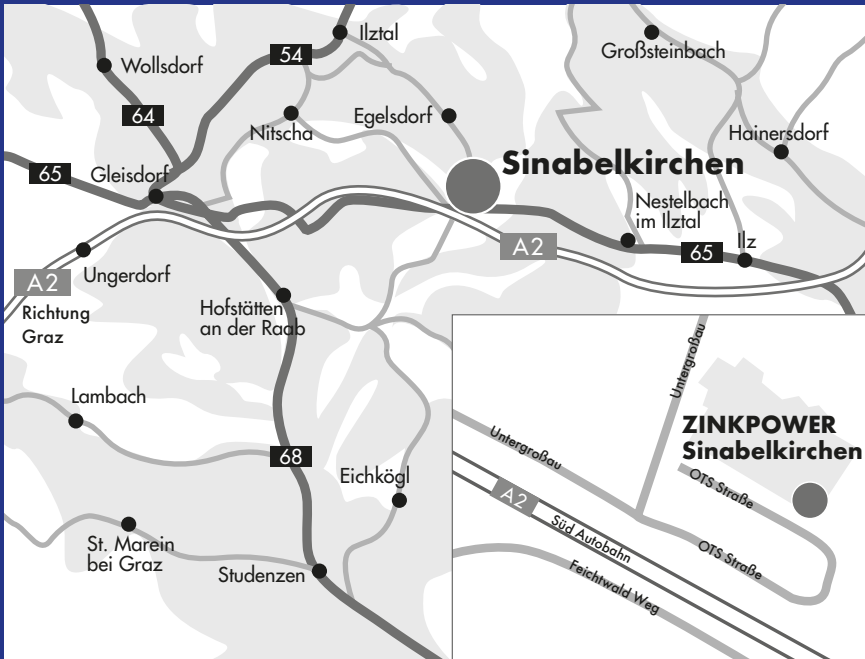 Ilztal
Großsteinbach
54
Wollsdorf
64
Egelsdorf
Nitscha
Hainersdorf
Sinabelkirchen
65
Gleisdorf
Nestelbach
im Ilztal
A2
65
Ilz
Ungerdorf
A2
Richtung
Graz
Hofstätten
an der Raab
Untergroßau
Lambach
ZINKPOWER
Sinabelkirchen
Untergroßau
68
Eichkögl
OTS Straße
A2
Süd Autobahn
St. Marein
bei Graz
OTS Straße
Studenzen
Feichtwald Weg